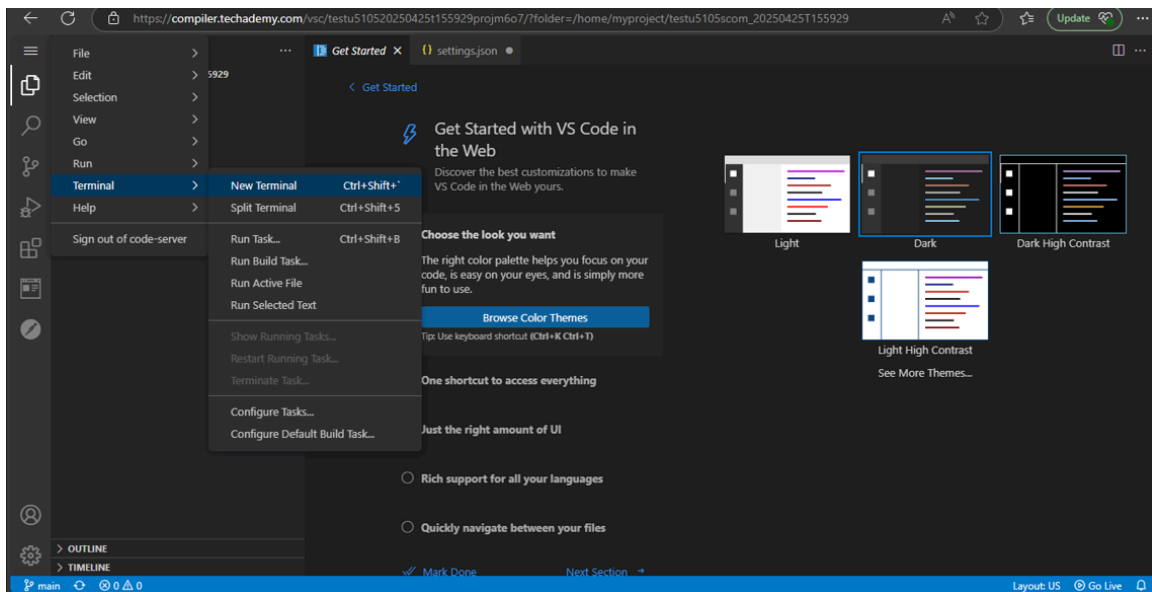 https://compiler.techademy.com/vsc/testu510520250425t155929projm6o7/?folder=/home/myproject/testu5105scom_20250425T155929
Update
File
Edit
Selection
View
Go
Run
Terminal
Help
Sign out of code-server
5929
New Terminal Ctrl+Shift+`
Split Terminal Ctrl+Shift+5
Run Task... Ctrl+Shift+B
Run Build Task...
Run Active File
Run Selected Text
Show Running Tasks...
Restart Running Task...
Terminate Task...
Configure Tasks...
Configure Default Build Task...
OUTLINE
TIMELINE
Get Started
{} settings.json
< Get Started
Get Started with VS Code in
the Web
Discover the best customizations to make
VS Code in the Web yours.
Choose the look you want
The right color palette helps you focus on your
code, is easy on your eyes, and is simply more
fun to use.
Browse Color Themes
Tip: Use keyboard shortcut (Ctrl+K Ctrl+T)
One shortcut to access everything
Just the right amount of UI
Rich support for all your languages
Quickly navigate between your files
Mark Done
Next Section →
Light
Dark
Dark High Contrast
Light High Contrast
See More Themes...
main 0 0
Layout: US Go Live